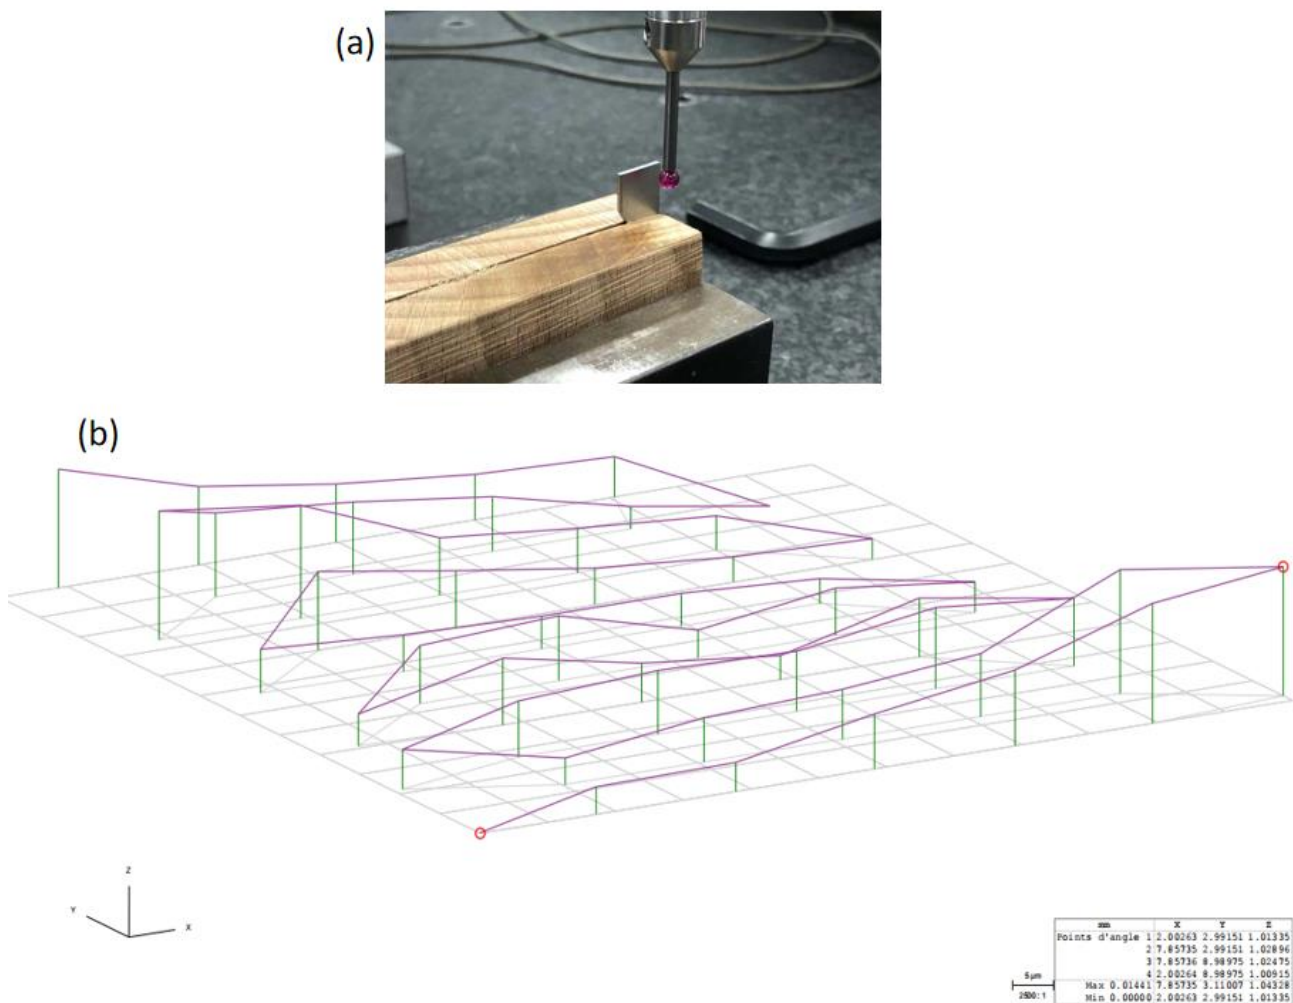 (a)
(b)
Z
Y
X
5µm
2500:1
mm X Y Z
Points d'angle 1 2.00263 2.99151 1.01335
2 7.85735 2.99151 1.02896
3 7.85736 8.98975 1.02475
4 2.00264 8.98975 1.00915
Max 0.01441 7.85735 3.11007 1.04328
Min 0.00000 2.00263 2.99151 1.01335